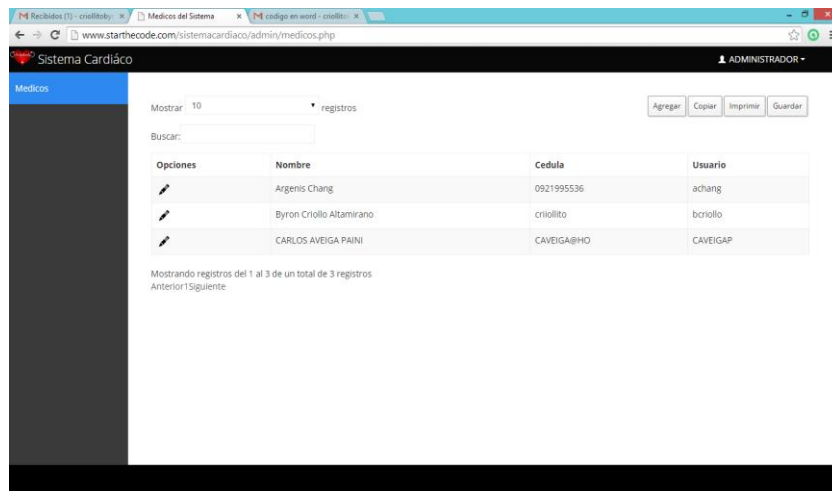 Recibidos (1) - criollitoby
Medicos del Sistema
codigo en word - criollito
www.starthecode.com/sistemacardiaco/admin/medicos.php
Sistema Cardiáco
ADMINISTRADOR
Medicos
Mostrar 10 registros
Agregar Copiar Imprimir Guardar
Buscar:
Opciones Nombre Cedula Usuario
Argenis Chang 0921995536 achang
Byron Criollo Altamirano criiollito bcriollo
CARLOS AVEIGA PAINI CAVEIGA@HO CAVEIGAP
Mostrando registros del 1 al 3 de un total de 3 registros
Anterior1Siguiente